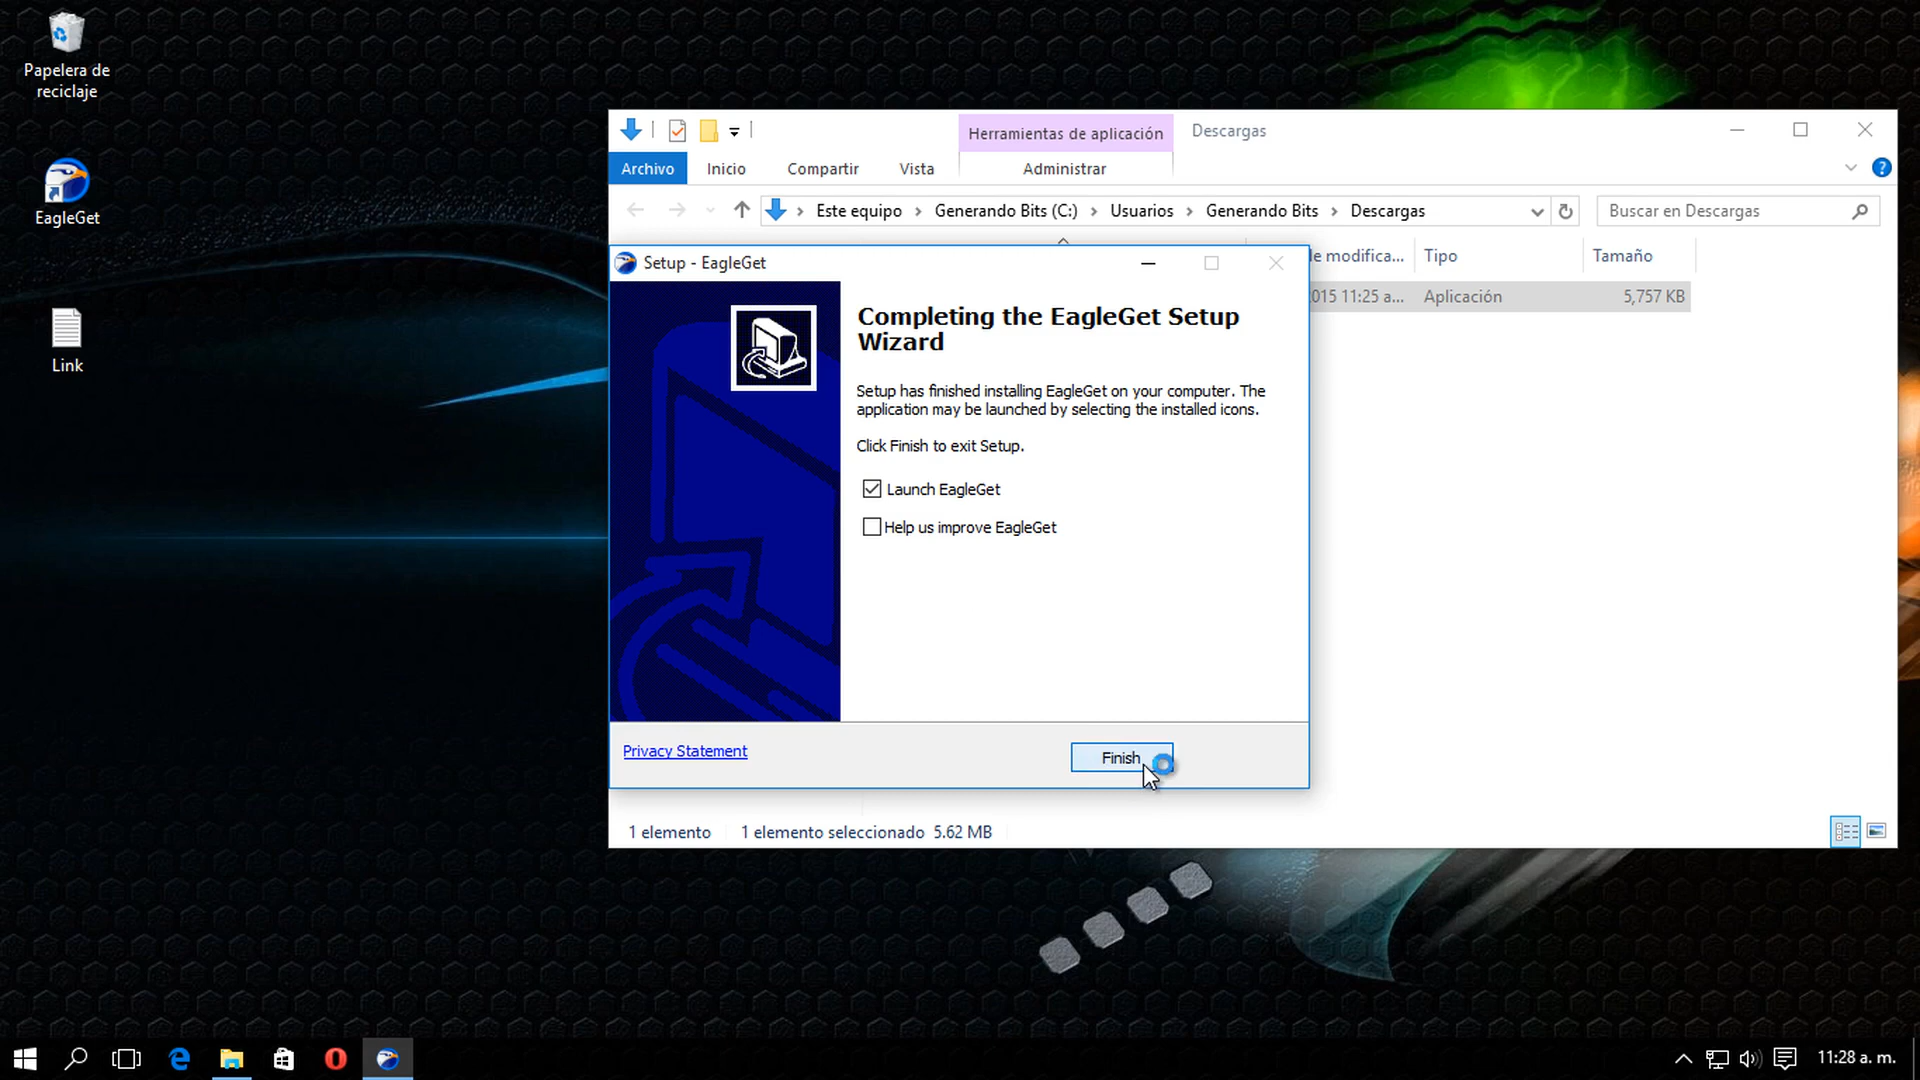 Papelera de
reciclaje
EagleGet
Link
Herramientas de aplicación
Descargas
Archivo
Inicio
Compartir
Vista
Administrar
Este equipo
Generando Bits (C:)
Usuarios
Generando Bits
Descargas
Buscar en Descargas
Setup - EagleGet
de modifica...
Tipo
Tamaño
2015 11:25 a...
Aplicación
5,757 KB
Completing the EagleGet Setup
Wizard
Setup has finished installing EagleGet on your computer. The
application may be launched by selecting the installed icons.
Click Finish to exit Setup.
Launch EagleGet
Help us improve EagleGet
Privacy Statement
Finish
1 elemento
1 elemento seleccionado 5.62 MB
11:28 a. m.